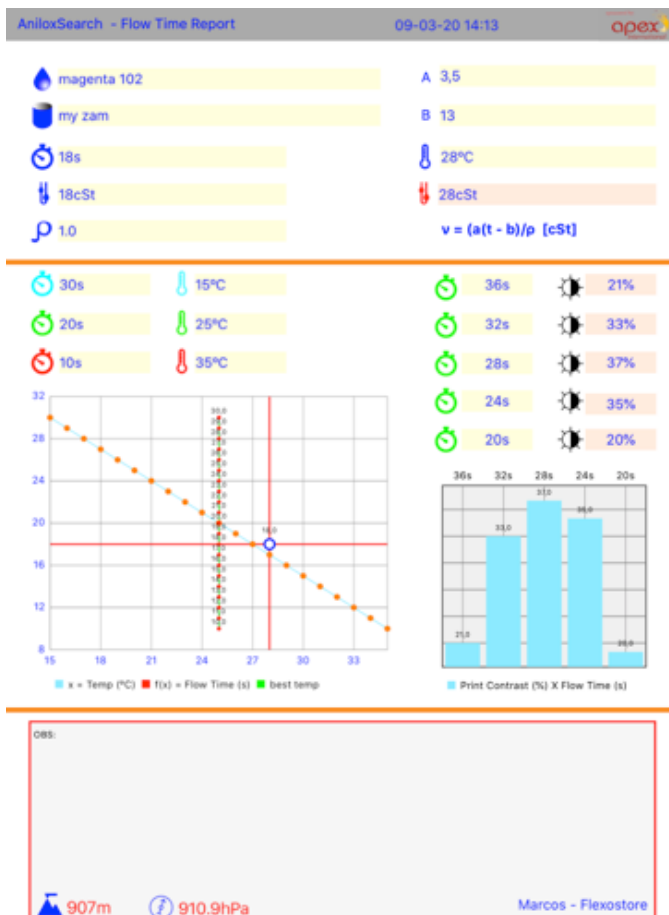 AniloxSearch - Flow Time Report 09-03-20 14:13 apex
magenta 102 A 3,5
my zam B 13
18s 28ºC
18cSt 28cSt
1.0 v = (a(t - b)/ρ [cSt]
30s 15ºC 36s 21%
20s 25ºC 32s 33%
10s 35ºC 28s 37%
24s 35%
20s 20%
32
28
24
20
16
12
8
15 18 21 24 27 30 33
18,0
x = Temp (ºC) f(x) = Flow Time (s) best temp
36s 32s 28s 24s 20s
21,0 33,0 37,0 35,0 20,0
Print Contrast (%) X Flow Time (s)
OBS:
907m 910.9hPa Marcos - Flexostore